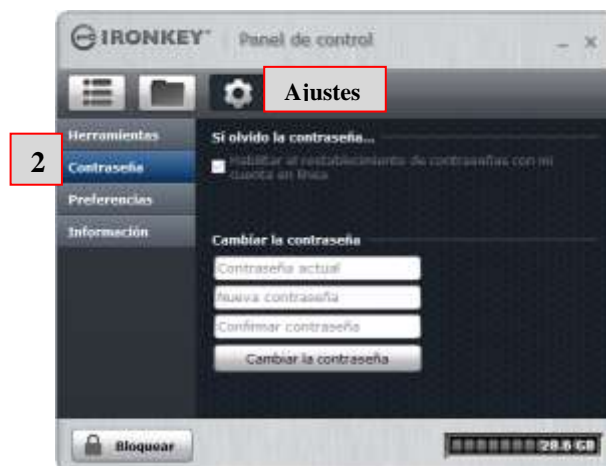 IRONKEY Panel de control
Ajustes
Herramientas
2
Contraseña
Preferencias
Información
Si olvido la contraseña...
Habilitar el restablecimiento de contraseñas con mi
cuenta en línea
Cambiar la contraseña
Contraseña actual
Nueva contraseña
Confirmar contraseña
Cambiar la contraseña
Bloquear
28.6 GB